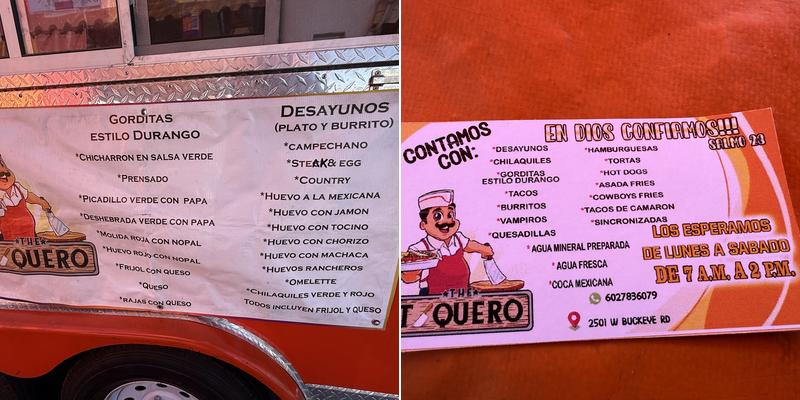 GORDITAS
ESTILO DURANGO
*CHICHARRON EN SALSA VERDE
*PRENSADO
*PICADILLO VERDE CON PAPA
*DESHEBRADA VERDE CON PAPA
*MOLIDA ROJA CON NOPAL
*HUEVO ROJO CON NOPAL
*FRIJOL CON QUESO
*QUESO
*RAJAS CON QUESO
DESAYUNOS
(PLATO Y BURRITO)
*CAMPECHANO
*STEAK& EGG
*COUNTRY
*HUEVO A LA MEXICANA
*HUEVO CON JAMON
*HUEVO CON TOCINO
*HUEVO CON CHORIZO
*HUEVO CON MACHACA
*HUEVOS RANCHEROS
*OMELETTE
*CHILAQUILES VERDE Y ROJO
TODOS INCLUYEN FRIJOL Y QUESO
*THE*
QUERO
CONTAMOS
CON:
EN DIOS CONFIAMOS!!!
SALMO 23
*DESAYUNOS
*CHILAQUILES
*GORDITAS
ESTILO DURANGO
*TACOS
*BURRITOS
*VAMPIROS
*QUESADILLAS
*HAMBURGUESAS
*TORTAS
*HOT DOGS
*ASADA FRIES
*COWBOYS FRIES
*TACOS DE CAMARON
*SINCRONIZADAS
*AGUA MINERAL PREPARADA
*AGUA FRESCA
*COCA MEXICANA
LOS ESPERAMOS
DE LUNES A SABADO
DE 7 A.M. A 2 P.M.
6027836079
2501 W BUCKEYE RD
*THE*
T QUERO